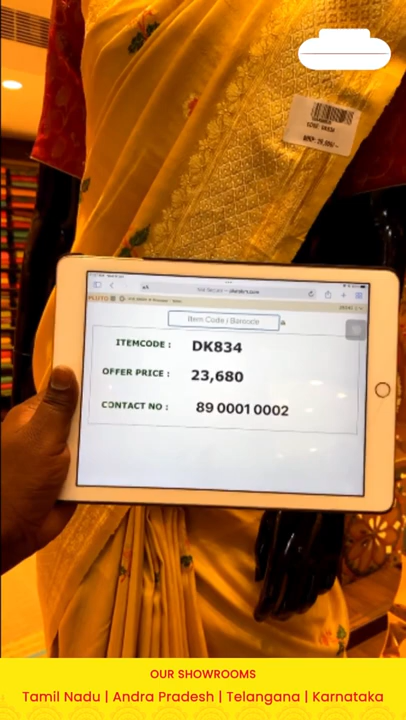 Item Code / Barcode
ITEMCODE : DK834
OFFER PRICE : 23,680
CONTACT NO : 89 0001 0002
OUR SHOWROOMS
Tamil Nadu | Andra Pradesh | Telangana | Karnataka